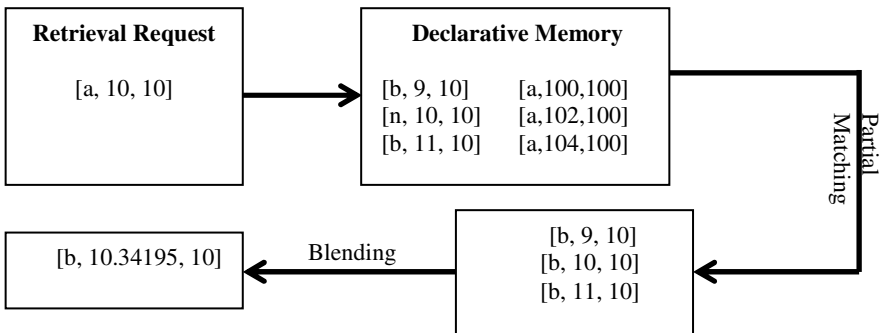 Retrieval Request
[a, 10, 10]
Declarative Memory
[b, 9, 10] [a,100,100]
[n, 10, 10] [a,102,100]
[b, 11, 10] [a,104,100]
Partial
Matching
[b, 9, 10]
[b, 10, 10]
[b, 11, 10]
Blending
[b, 10.34195, 10]